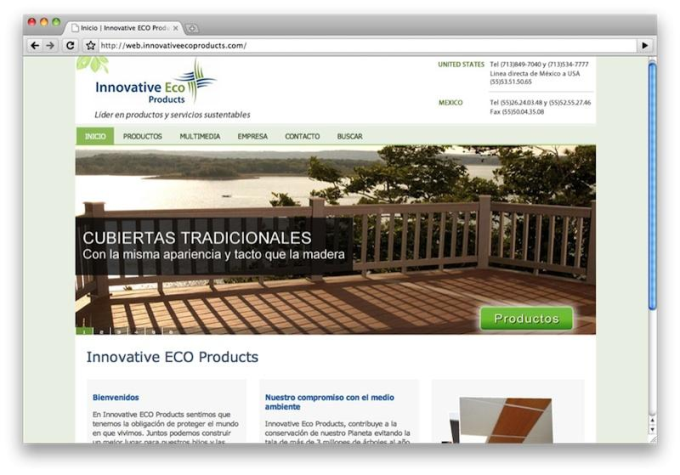 Inicio | Innovative ECO Produ
http://web.innovativeecoproducts.com/
Innovative Eco
Products
Líder en productos y servicios sustentables
UNITED STATES Tel (713)849-7040 y (713)534-7777
Linea directa de México a USA
(55)53.51.50.65
MEXICO Tel (55)26.24.03.48 y (55)52.55.27.46
Fax (55)50.04.35.08
INICIO PRODUCTOS MULTIMEDIA EMPRESA CONTACTO BUSCAR
CUBIERTAS TRADICIONALES
Con la misma apariencia y tacto que la madera
Productos
1 2 3 4 5 6
Innovative ECO Products
Bienvenidos
En Innovative ECO Products sentimos que
tenemos la obligación de proteger el mundo
en que vivimos. Juntos podemos construir
un mejor lugar para nuestros hijos y las
Nuestro compromiso con el medio
ambiente
Innovative Eco Products, contribuye a la
conservación de nuestro Planeta evitando la
tala de más de 3 millones de árboles al año